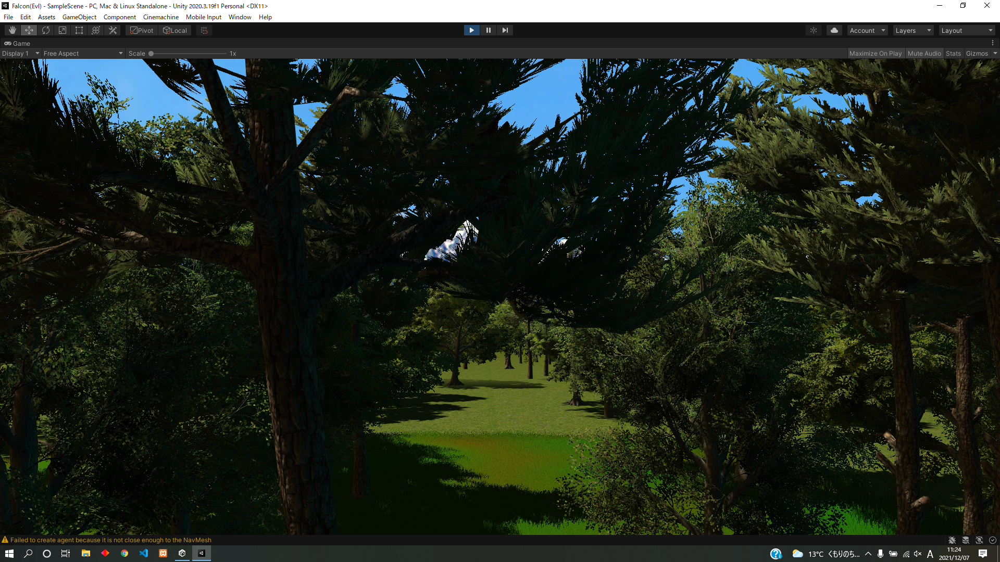 Falcon(Evl) - SampleScene - PC, Mac & Linux Standalone - Unity 2020.3.19f1 Personal <DX11>
File Edit Assets GameObject Component Cinemachine Mobile Input Window Help
Pivot Local Account Layers Layout
Game
Display 1 Free Aspect Scale 1x Maximize On Play Mute Audio Stats Gizmos
Failed to create agent because it is not close enough to the NavMesh
13°C くもりのち... A 11:24
2021/12/07